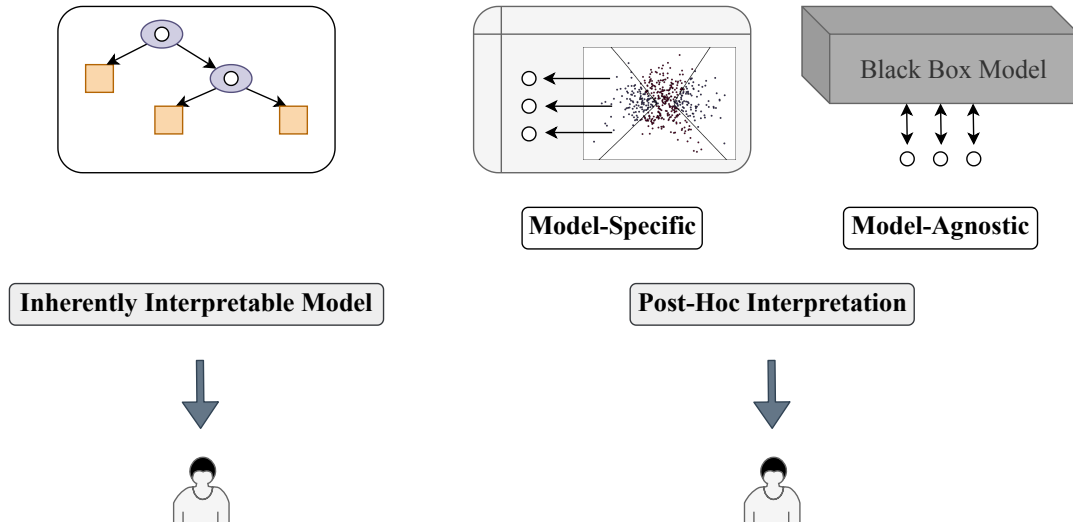 Black Box Model
Model-Specific
Model-Agnostic
Inherently Interpretable Model
Post-Hoc Interpretation